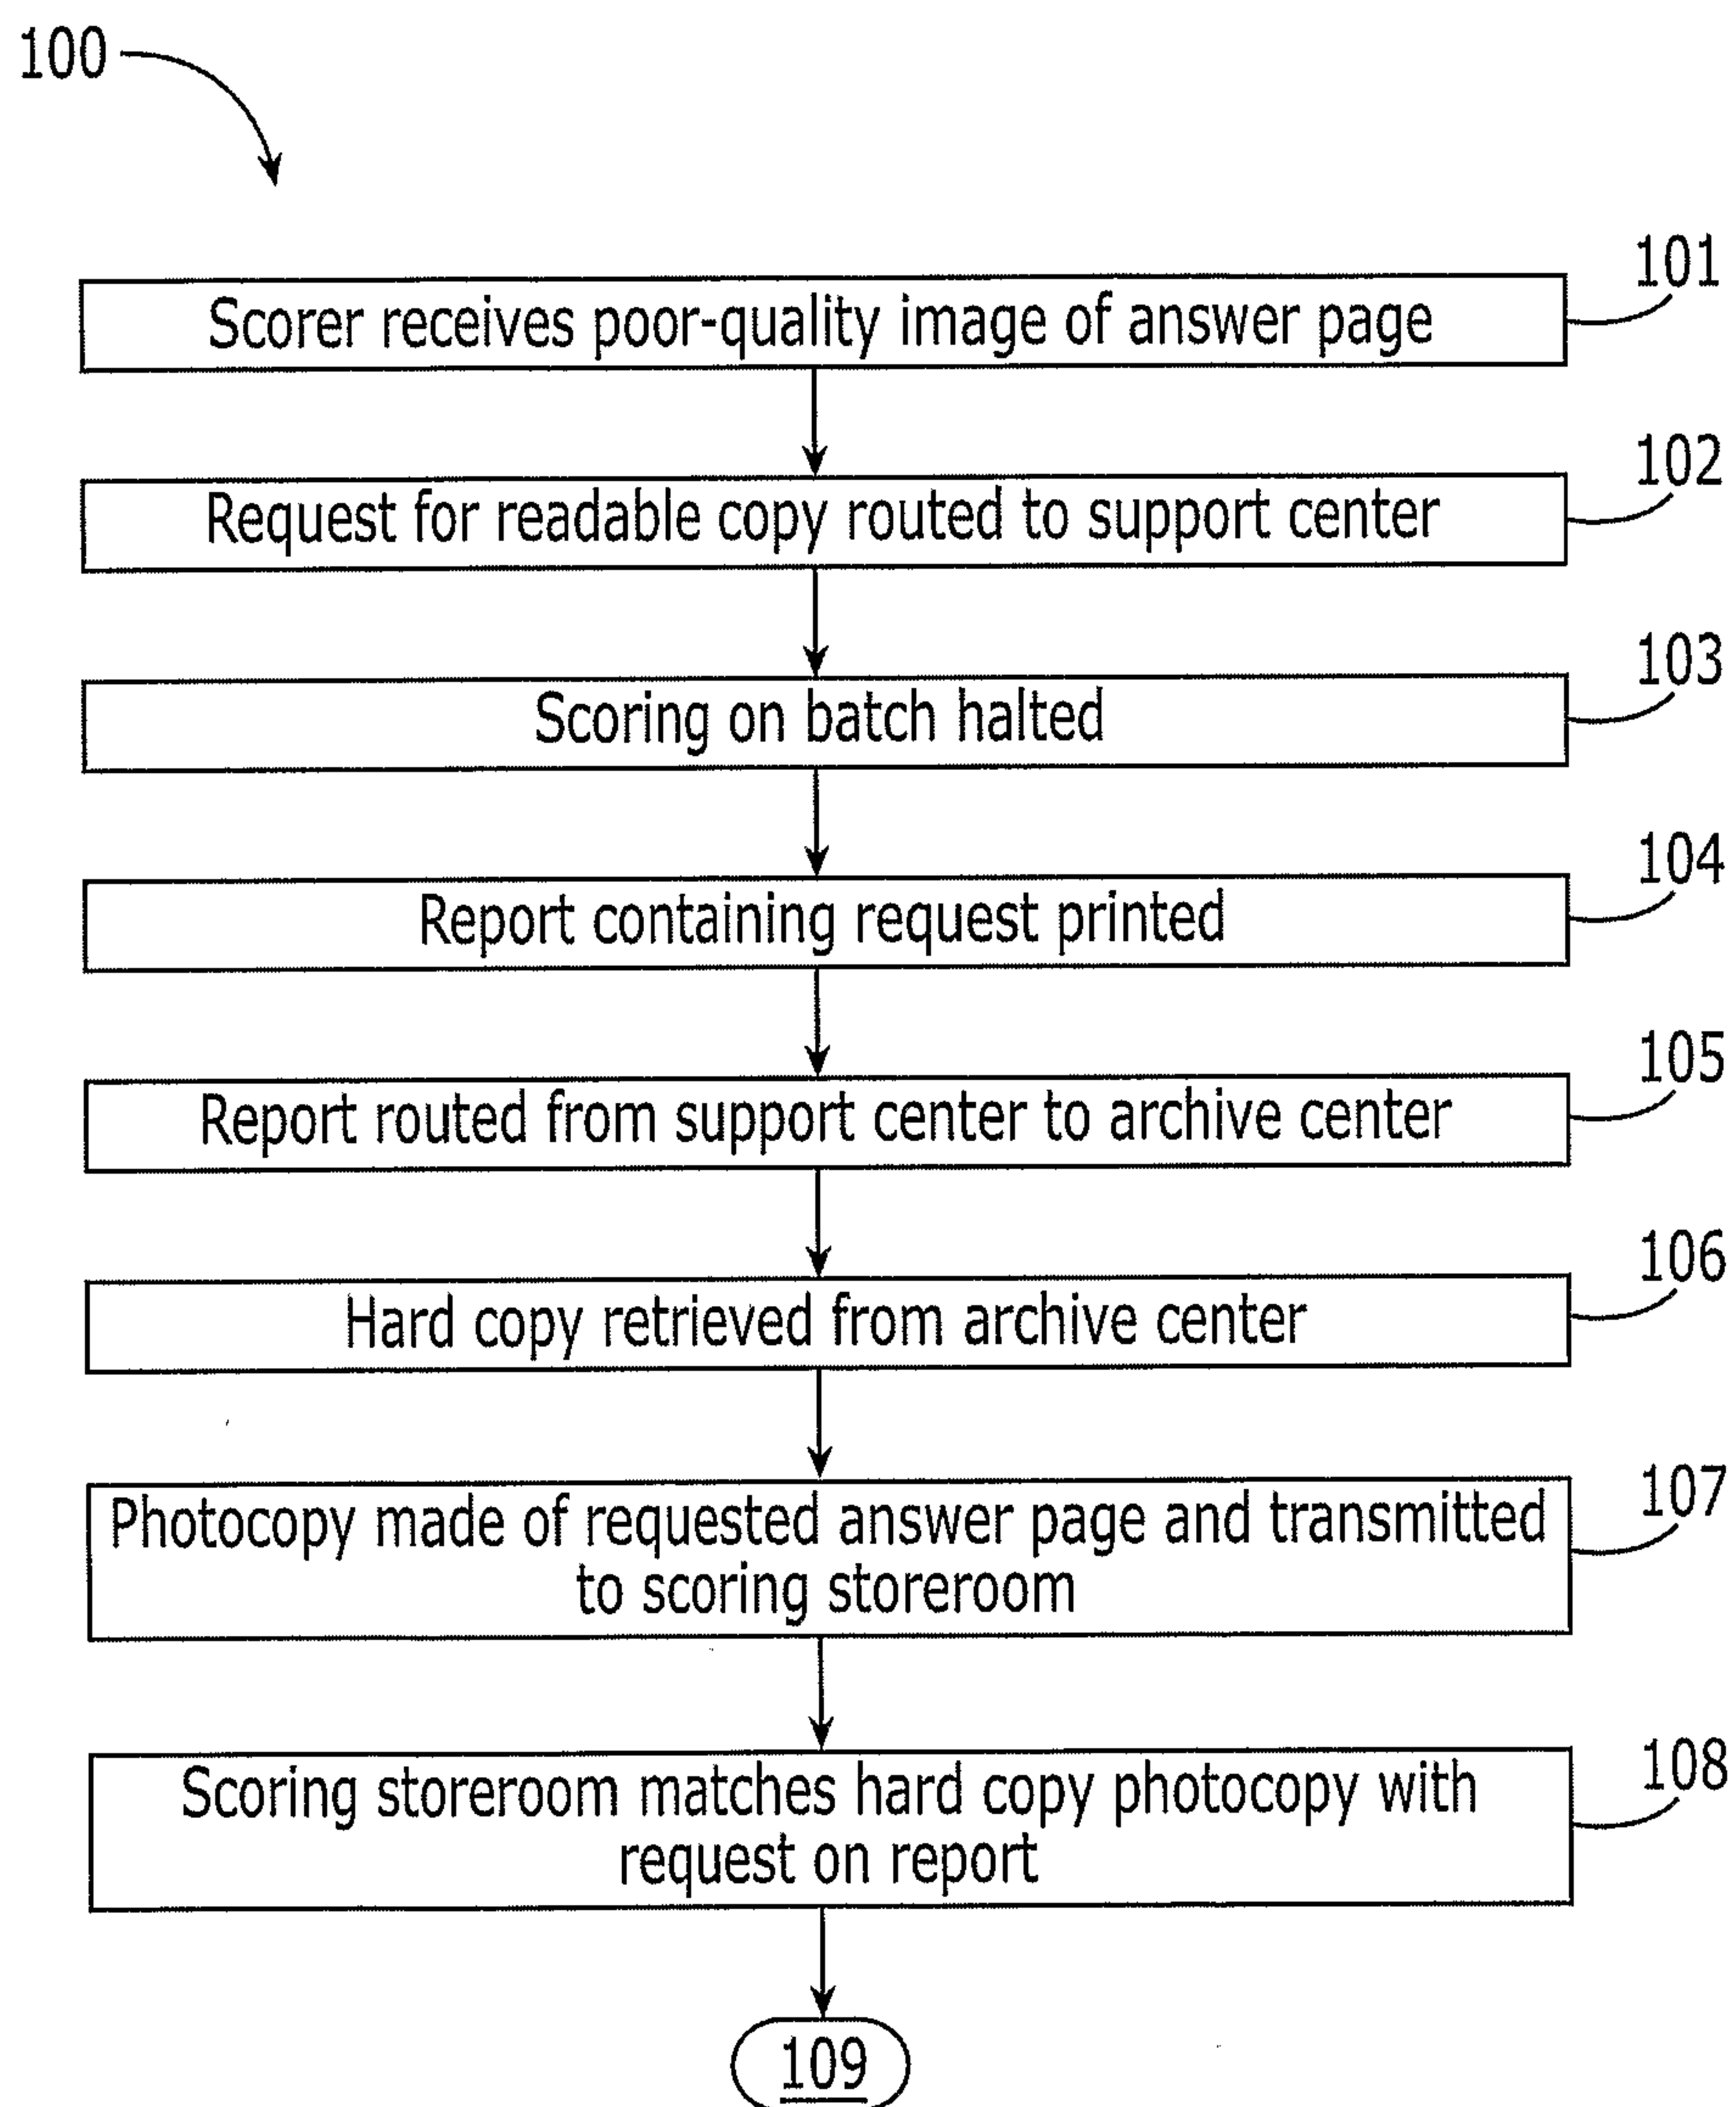 100
101
Scorer receives poor-quality image of answer page
102
Request for readable copy routed to support center
103
Scoring on batch halted
104
Report containing request printed
105
Report routed from support center to archive center
106
Hard copy retrieved from archive center
107
Photocopy made of requested answer page and transmitted
to scoring storeroom
108
Scoring storeroom matches hard copy photocopy with
request on report
109